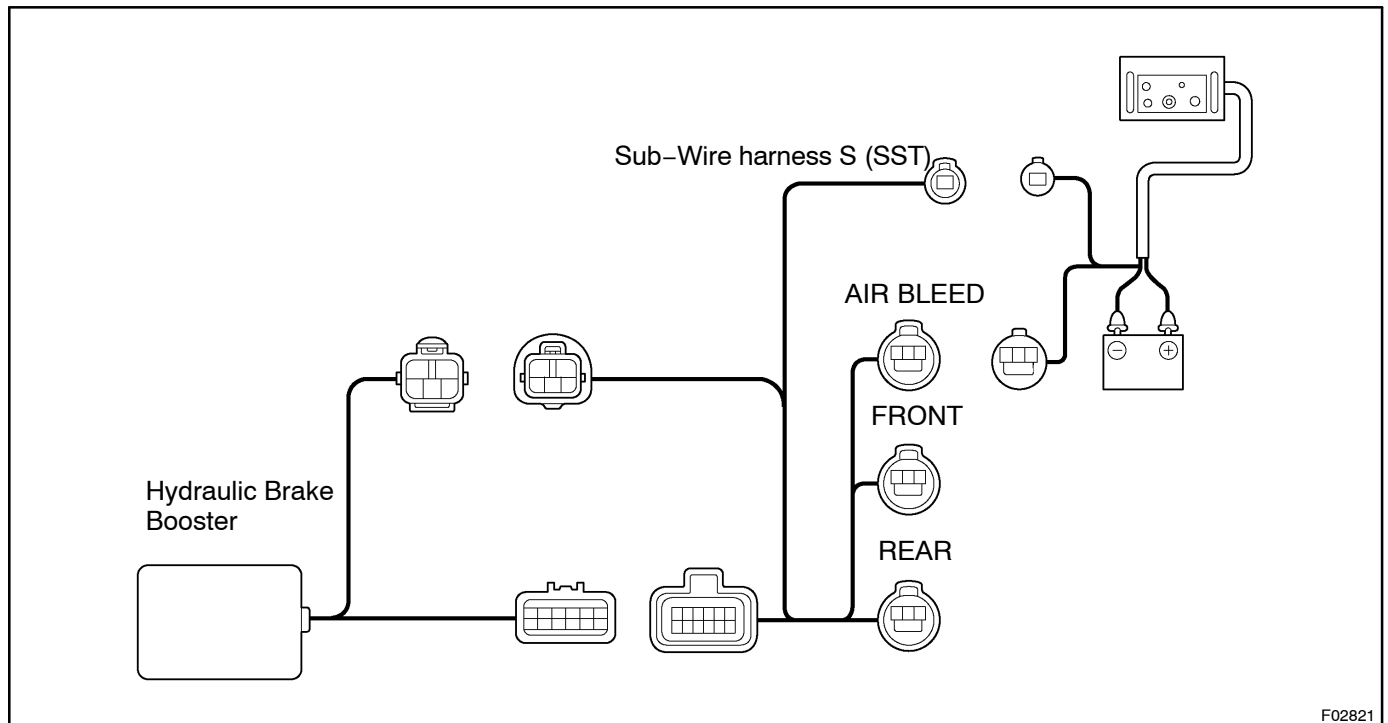 Sub−Wire harness S (SST)
AIR BLEED
− +
FRONT
Hydraulic Brake
Booster
REAR
F02821